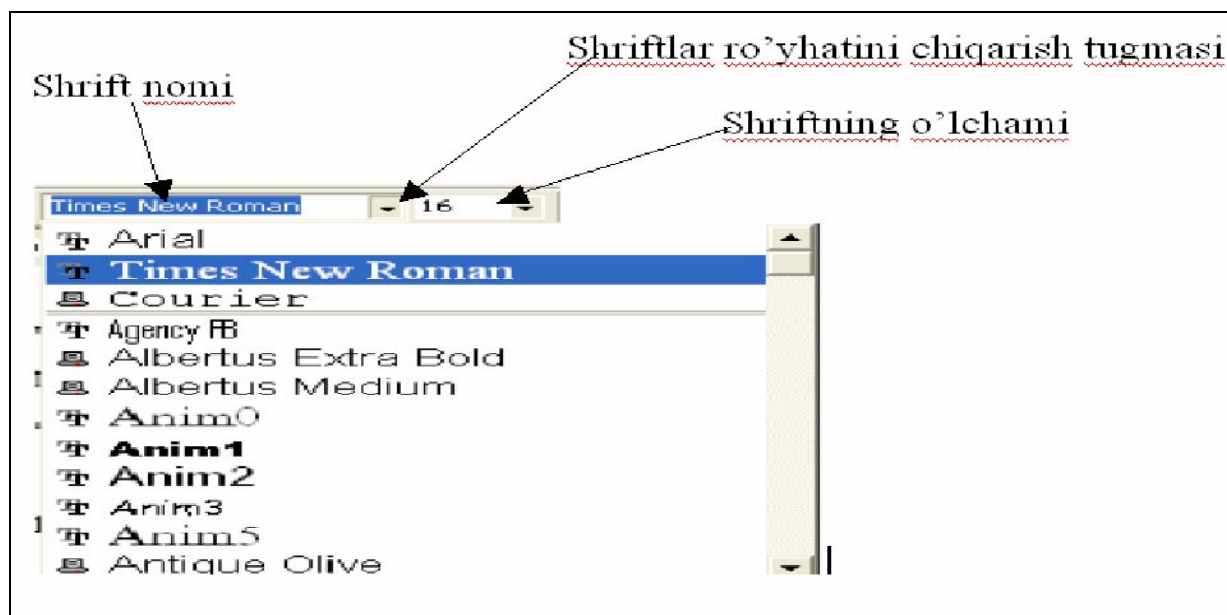 Shriftlar ro’yhatini chiqarish tugmasi
Shrift nomi
Shriftning o’lchami
Times New Roman 16
Arial
Times New Roman
Courier
Agency FB
Albertus Extra Bold
Albertus Medium
Anim0
Anim1
Anim2
Anim3
Anim5
Antique Olive